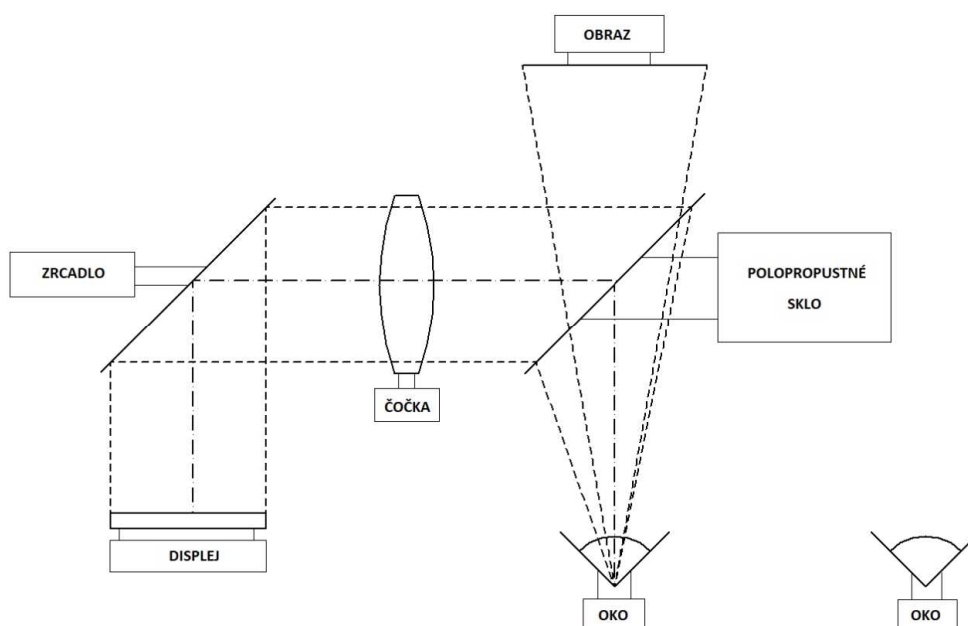 OBRAZ
ZRCADLO
POLOPROPUSTNÉ
SKLO
ČOČKA
DISPLEJ
OKO
OKO